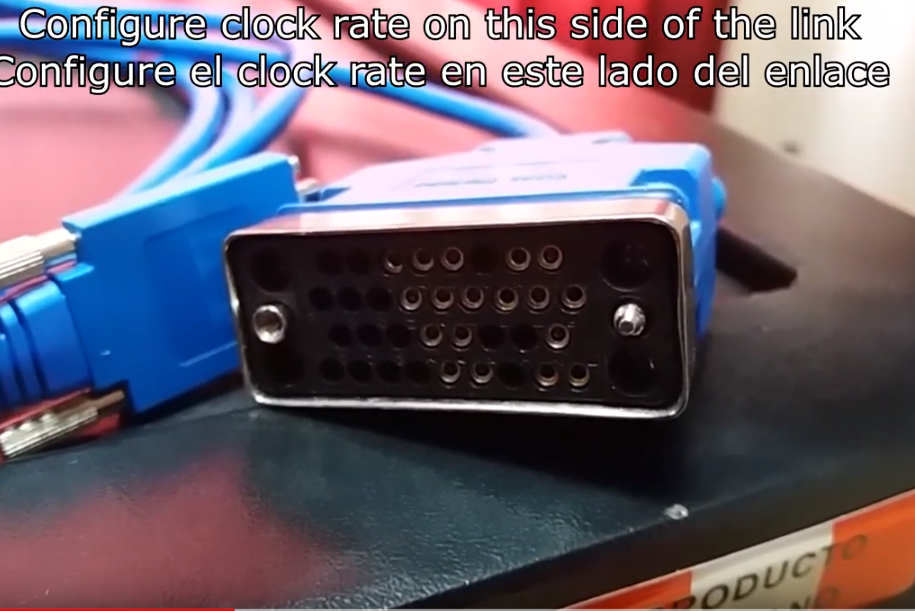 Configure clock rate on this side of the link
Configure el clock rate en este lado del enlace
PRODUCTO